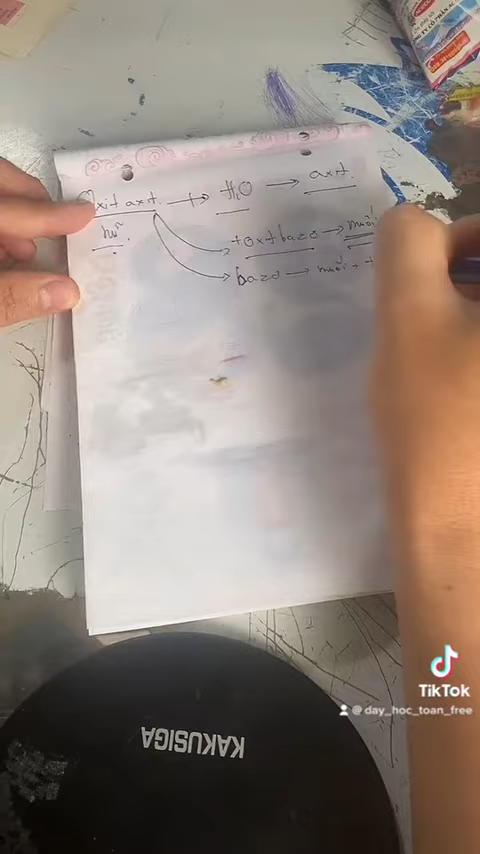 Oxit axit + H₂O → axit.
+ Oxit bazơ → muối
bazơ → muối +
KAKUSIGA
TikTok
@day_hoc_toan_free